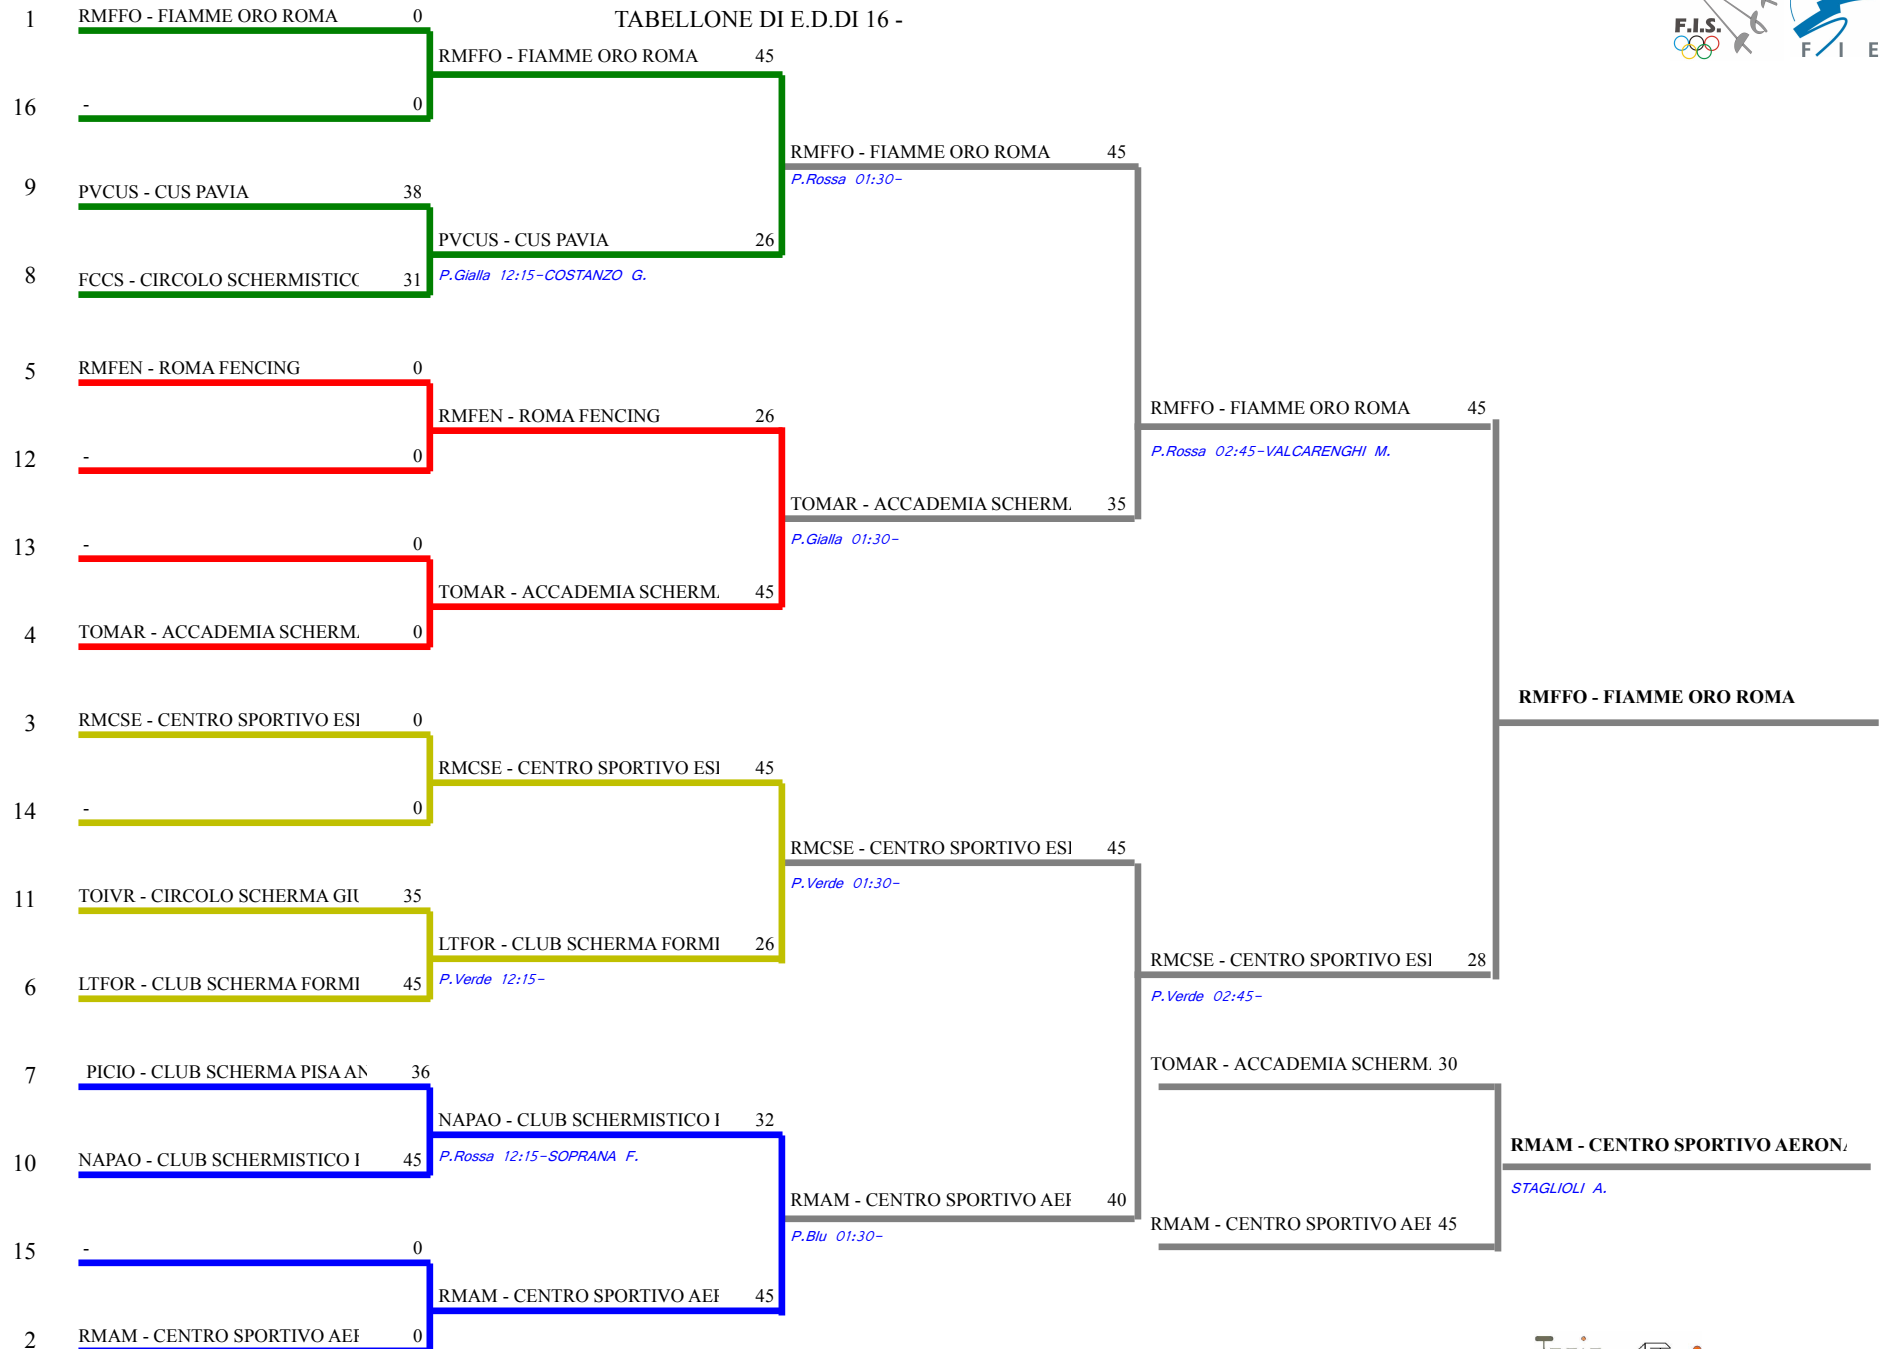 TABELLONE DI E.D.DI 16 -
F.I.S.
F I E
1 RMFFO - FIAMME ORO ROMA 0
RMFFO - FIAMME ORO ROMA 45
16 - 0
RMFFO - FIAMME ORO ROMA 45
P.Rossa 01:30-
9 PVCUS - CUS PAVIA 38
PVCUS - CUS PAVIA 26
P.Gialla 12:15-COSTANZO G.
8 FCCS - CIRCOLO SCHERMISTICO 31
5 RMFEN - ROMA FENCING 0
RMFEN - ROMA FENCING 26
RMFFO - FIAMME ORO ROMA 45
P.Rossa 02:45-VALCARENGHI M.
12 - 0
TOMAR - ACCADEMIA SCHERM. 35
P.Gialla 01:30-
13 - 0
TOMAR - ACCADEMIA SCHERM. 45
4 TOMAR - ACCADEMIA SCHERM. 0
RMFFO - FIAMME ORO ROMA
3 RMCSE - CENTRO SPORTIVO ESI 0
RMCSE - CENTRO SPORTIVO ESI 45
14 - 0
RMCSE - CENTRO SPORTIVO ESI 45
P.Verde 01:30-
11 TOIVR - CIRCOLO SCHERMA GIU 35
LTFOR - CLUB SCHERMA FORMI 26
P.Verde 12:15-
RMCSE - CENTRO SPORTIVO ESI 28
P.Verde 02:45-
6 LTFOR - CLUB SCHERMA FORMI 45
7 PICIO - CLUB SCHERMA PISA AN 36
TOMAR - ACCADEMIA SCHERM. 30
NAPAO - CLUB SCHERMISTICO I 32
P.Rossa 12:15-SOPRANA F.
RMAM - CENTRO SPORTIVO AERONA
STAGLIOLI A.
10 NAPAO - CLUB SCHERMISTICO I 45
RMAM - CENTRO SPORTIVO AEI 40
P.Blu 01:30-
RMAM - CENTRO SPORTIVO AEI 45
15 - 0
RMAM - CENTRO SPORTIVO AEI 45
2 RMAM - CENTRO SPORTIVO AEI 0